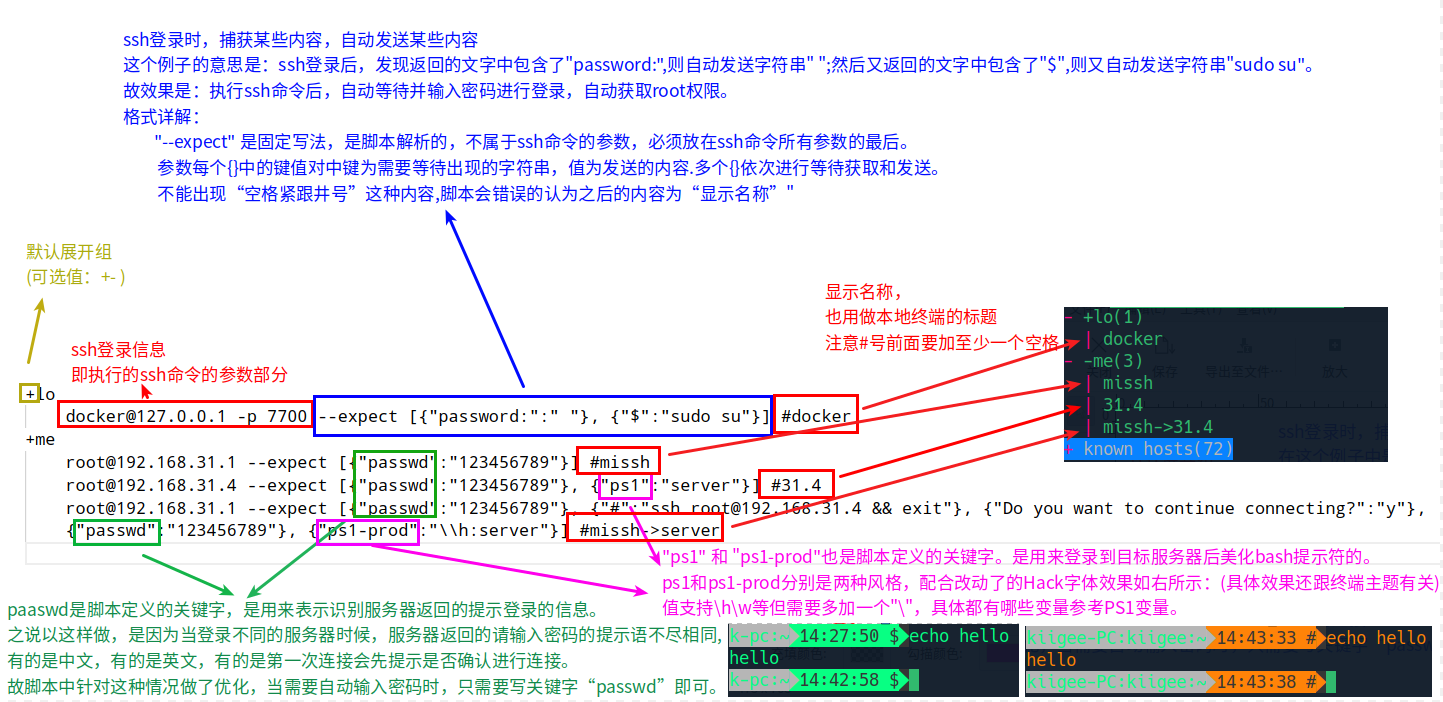 ssh登录时，捕获某些内容，自动发送某些内容
这个例子的意思是：ssh登录后，发现返回的文字中包含了"password:",则自动发送字符串" ";然后又返回的文字中包含了"$",则又自动发送字符串"sudo su"。
故效果是：执行ssh命令后，自动等待并输入密码进行登录，自动获取root权限。
格式详解：
"--expect" 是固定写法，是脚本解析的，不属于ssh命令的参数，必须放在ssh命令所有参数的最后。
参数每个{}中的键值对中键为需要等待出现的字符串，值为发送的内容.多个{}依次进行等待获取和发送。
不能出现“空格紧跟井号”这种内容,脚本会错误的认为之后的内容为“显示名称”"
默认展开组
(可选值：+- )
ssh登录信息
即执行的ssh命令的参数部分
显示名称，
也用做本地终端的标题
注意#号前面要加至少一个空格
- +lo(1)
| docker
- -me(3)
| missh
| 31.4
| missh->31.4
+ known hosts(72)
保存
导出至文件…
放大
50
ssh登录时，捕
在这个例子中是
+lo
docker@127.0.0.1 -p 7700 --expect [{"password:":" "}, {"$":"sudo su"}] #docker
+me
root@192.168.31.1 --expect [{"passwd":"123456789"}] #missh
root@192.168.31.4 --expect [{"passwd":"123456789"}, {"ps1":"server"}] #31.4
root@192.168.31.1 --expect [{"passwd":"123456789"}, {"#":"ssh root@192.168.31.4 && exit"}, {"Do you want to continue connecting?":"y"},
{"passwd":"123456789"}, {"ps1-prod":"\\h:server"}] #missh->server
"ps1" 和 "ps1-prod"也是脚本定义的关键字。是用来登录到目标服务器后美化bash提示符的。
ps1和ps1-prod分别是两种风格，配合改动了的Hack字体效果如右所示：(具体效果还跟终端主题有关)
值支持\h\w等但需要多加一个"\"，具体都有哪些变量参考PS1变量。
paaswd是脚本定义的关键字，是用来表示识别服务器返回的提示登录的信息。
之说以这样做，是因为当登录不同的服务器时候，服务器返回的请输入密码的提示语不尽相同,
有的是中文，有的是英文，有的是第一次连接会先提示是否确认进行连接。
故脚本中针对这种情况做了优化，当需要自动输入密码时，只需要写关键字“passwd”即可。
k-pc:~ 14:27:50 $ echo hello
hello
k-pc:~ 14:42:58 $
kiigee-PC:kiigee:~ 14:43:33 # echo hello
hello
kiigee-PC:kiigee:~ 14:43:38 #